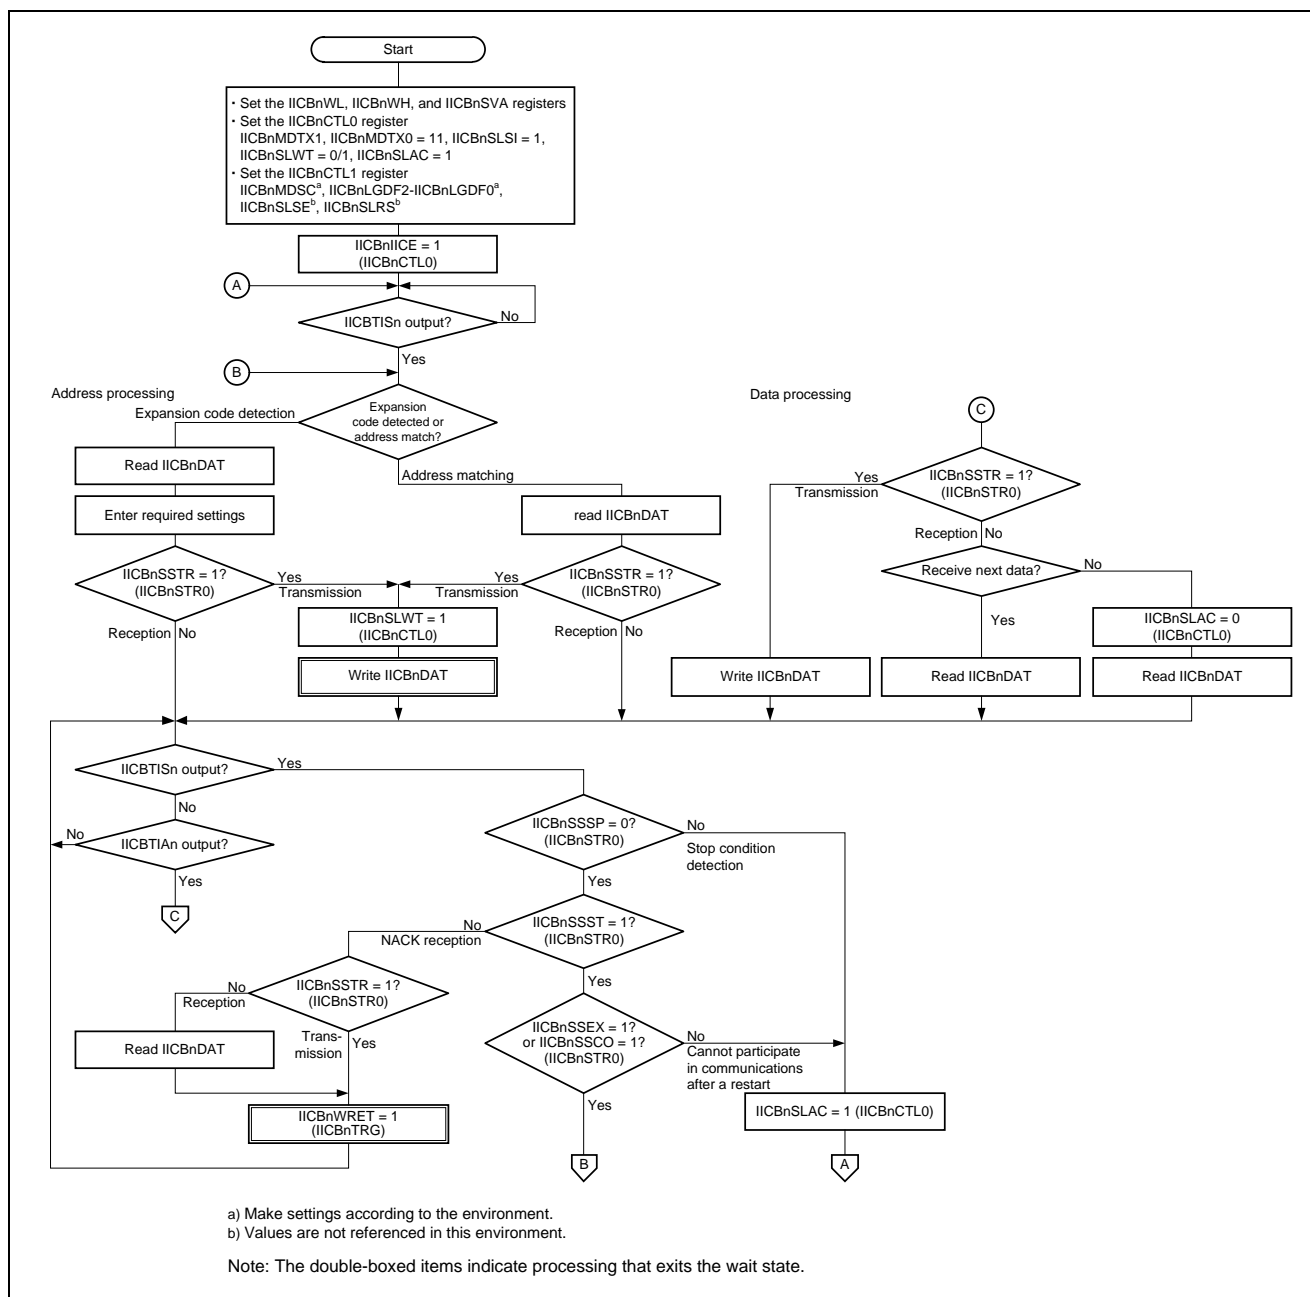 Start
・Set the IICBnWL, IICBnWH, and IICBnSVA registers
・Set the IICBnCTL0 register
IICBnMDTX1, IICBnMDTX0 = 11, IICBnSLSI = 1,
IICBnSLWT = 0/1, IICBnSLAC = 1
・Set the IICBnCTL1 register
IICBnMDSCa, IICBnLGDF2-IICBnLGDF0a,
IICBnSLSEb, IICBnSLRSb
IICBnIICE = 1
(IICBnCTL0)
A
IICBTISn output?
No
Yes
B
Address processing
Expansion code detection
Expansion
code detected or
address match?
Read IICBnDAT
Enter required settings
IICBnSSTR = 1?
(IICBnSTR0)
Yes
Transmission
Reception
No
Address matching
read IICBnDAT
IICBnSSTR = 1?
(IICBnSTR0)
Yes
Transmission
Reception
No
IICBnSLWT = 1
(IICBnCTL0)
Write IICBnDAT
Data processing
C
IICBnSSTR = 1?
(IICBnSTR0)
Yes
Transmission
Reception
No
Receive next data?
No
Yes
IICBnSLAC = 0
(IICBnCTL0)
Write IICBnDAT
Read IICBnDAT
Read IICBnDAT
IICBTISn output?
Yes
No
IICBTIAn output?
No
Yes
C
IICBnSSSP = 0?
(IICBnSTR0)
No
Stop condition
detection
Yes
IICBnSSST = 1?
(IICBnSTR0)
No
NACK reception
Yes
IICBnSSTR = 1?
(IICBnSTR0)
No
Reception
Read IICBnDAT
Trans-
mission
Yes
IICBnWRET = 1
(IICBnTRG)
IICBnSSEX = 1?
or IICBnSSCO = 1?
(IICBnSTR0)
No
Cannot participate
in communications
after a restart
Yes
IICBnSLAC = 1 (IICBnCTL0)
B
A
a) Make settings according to the environment.
b) Values are not referenced in this environment.
Note: The double-boxed items indicate processing that exits the wait state.